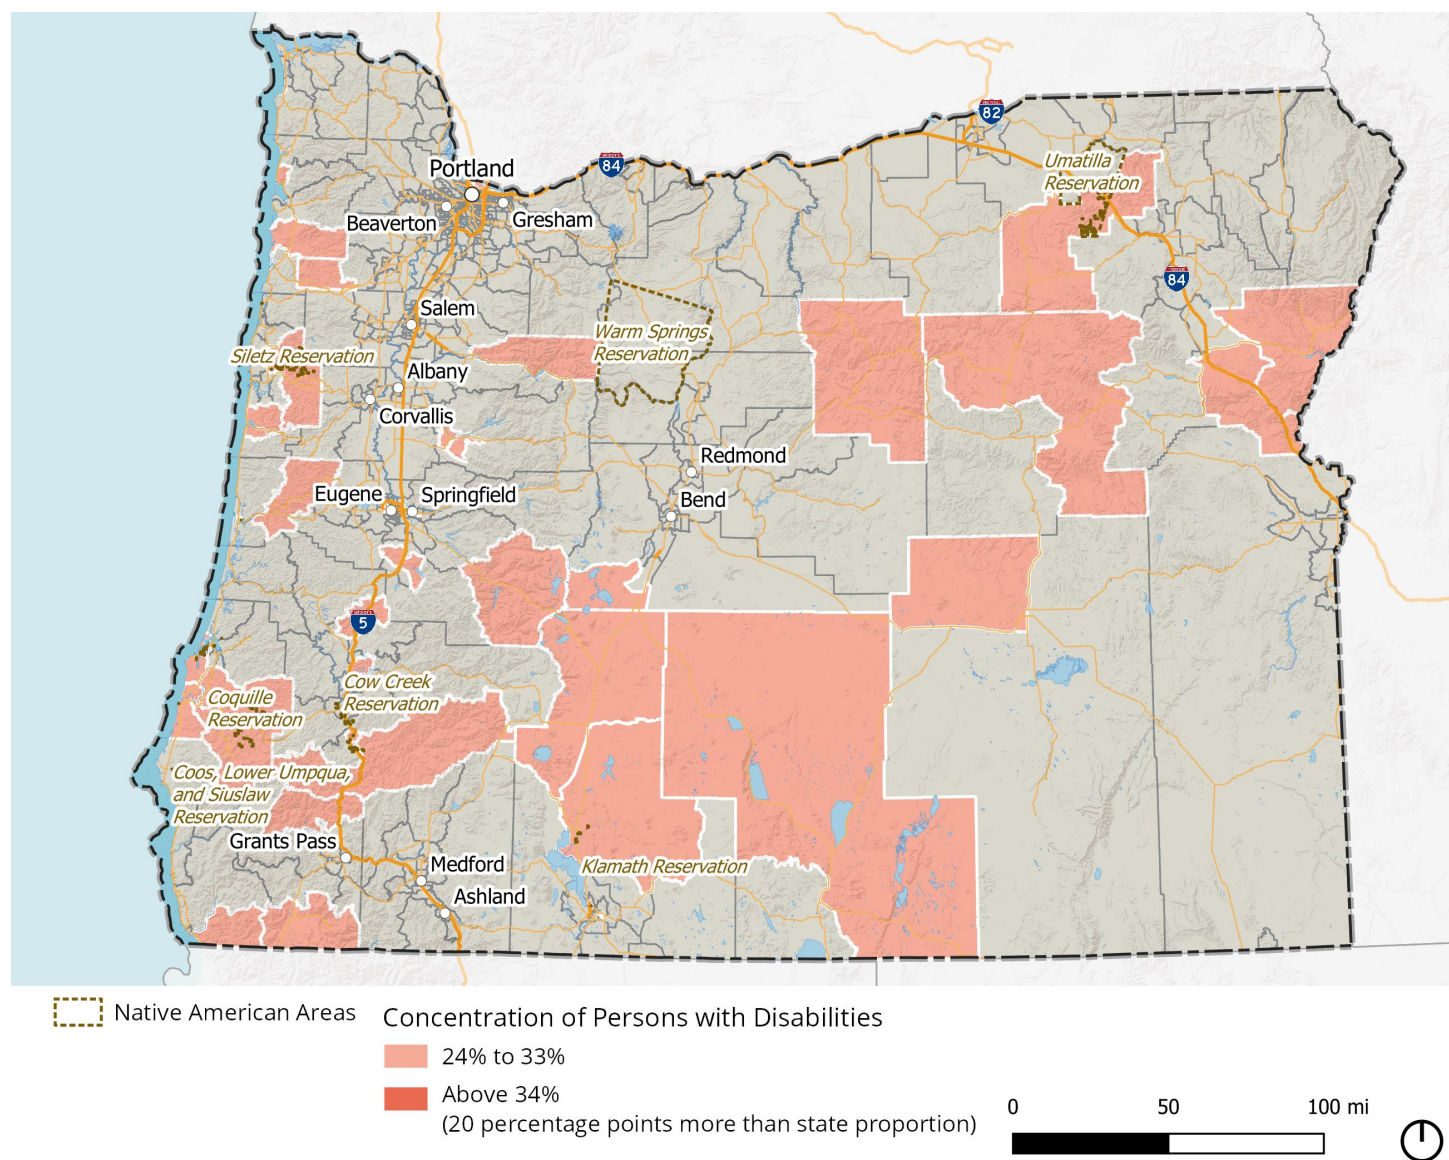 82
84
Portland
Umatilla
Reservation
Beaverton
Gresham
84
Salem
Warm Springs
Reservation
Siletz Reservation
Albany
Corvallis
Redmond
Eugene
Springfield
Bend
5
Cow Creek
Reservation
Coquille
Reservation
Coos, Lower Umpqua,
and Siuslaw
Reservation
Grants Pass
Medford
Klamath Reservation
Ashland
Native American Areas
Concentration of Persons with Disabilities
24% to 33%
Above 34%
(20 percentage points more than state proportion)
0 50 100 mi